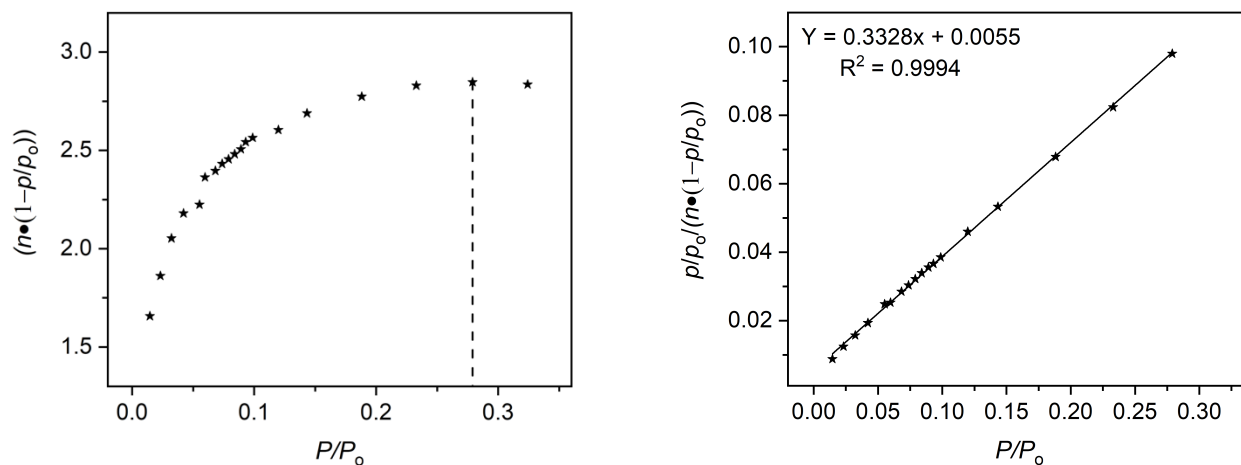 3.0
2.5
2.0
1.5
(n•(1−p/pₒ))
0.0 0.1 0.2 0.3
P/Pₒ
Y = 0.3328x + 0.0055
R² = 0.9994
0.10
0.08
0.06
0.04
0.02
p/pₒ/(n•(1−p/pₒ))
0.00 0.05 0.10 0.15 0.20 0.25 0.30
P/Pₒ